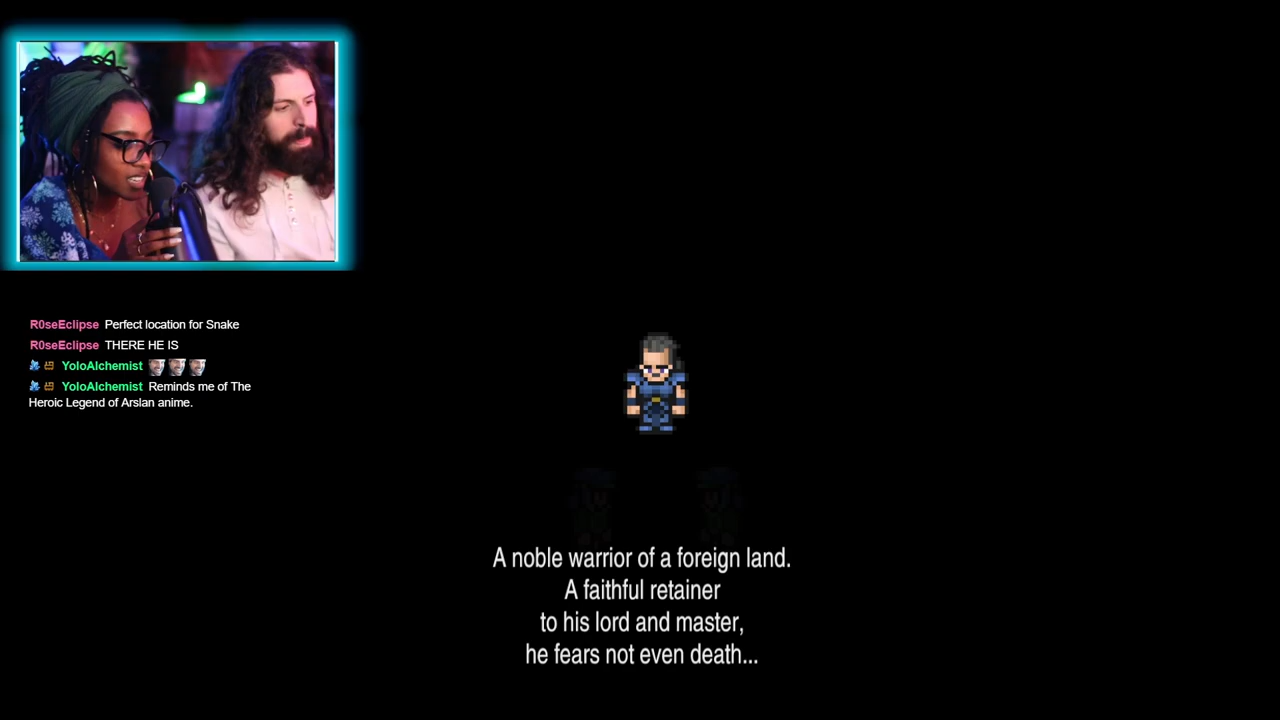 R0seEclipse Perfect location for Snake
R0seEclipse THERE HE IS
YoloAlchemist
YoloAlchemist Reminds me of The
Heroic Legend of Arslan anime.
A noble warrior of a foreign land.
A faithful retainer
to his lord and master,
he fears not even death...